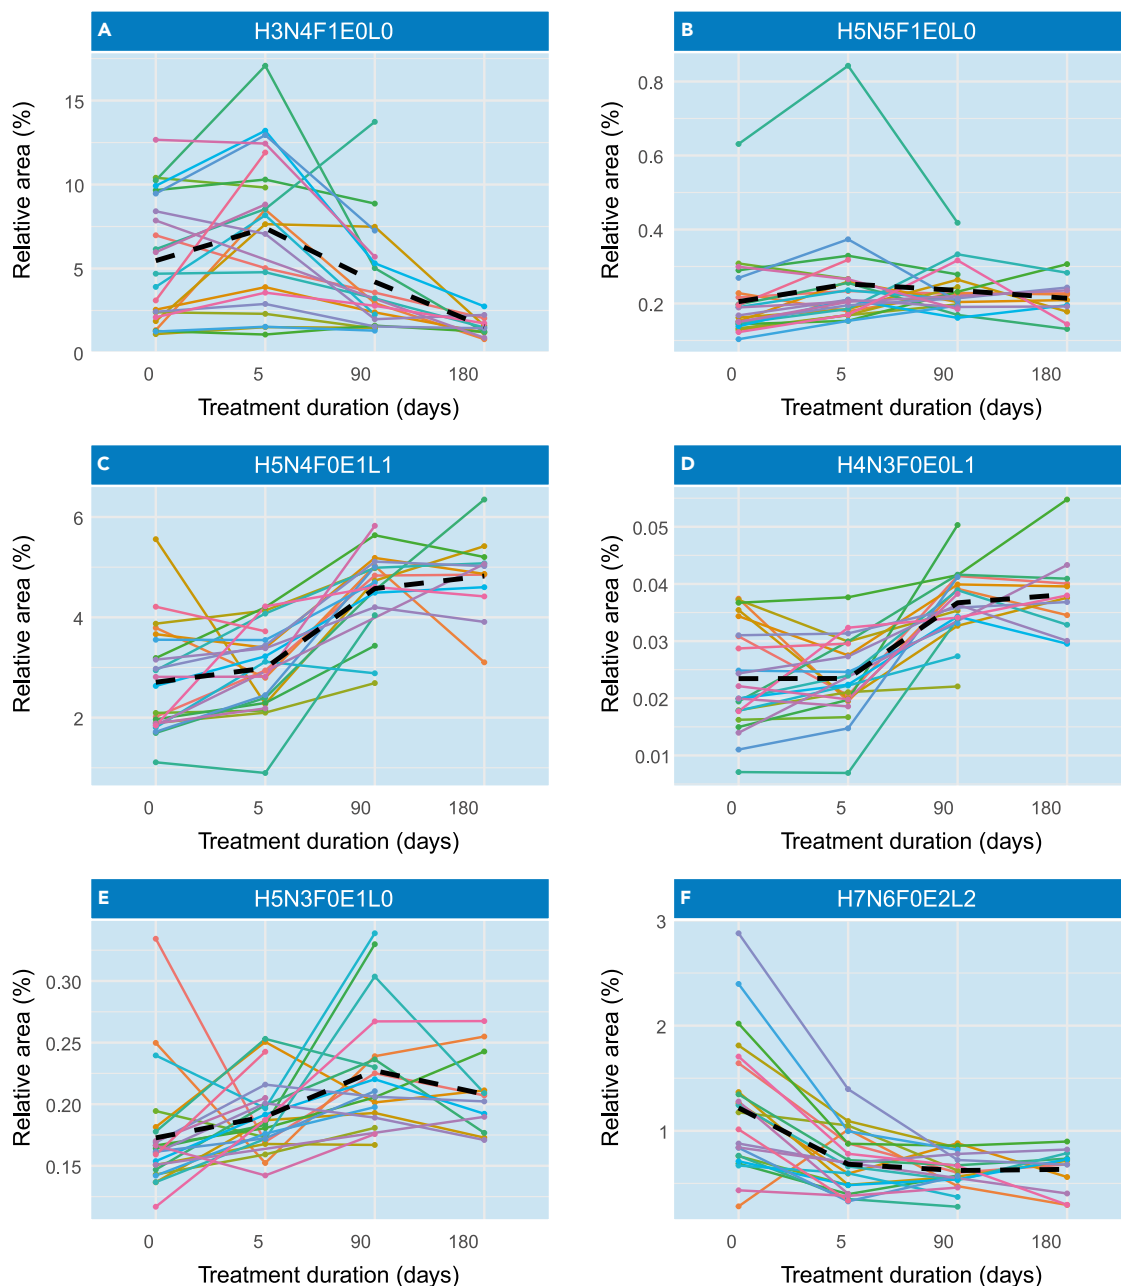 A H3N4F1E0L0
Relative area (%)
15
10
5
0
0 5 90 180
Treatment duration (days)
B H5N5F1E0L0
Relative area (%)
0.8
0.6
0.4
0.2
0 5 90 180
Treatment duration (days)
C H5N4F0E1L1
Relative area (%)
6
4
2
0 5 90 180
Treatment duration (days)
D H4N3F0E0L1
Relative area (%)
0.05
0.04
0.03
0.02
0.01
0 5 90 180
Treatment duration (days)
E H5N3F0E1L0
Relative area (%)
0.30
0.25
0.20
0.15
0 5 90 180
Treatment duration (days)
F H7N6F0E2L2
Relative area (%)
3
2
1
0 5 90 180
Treatment duration (days)